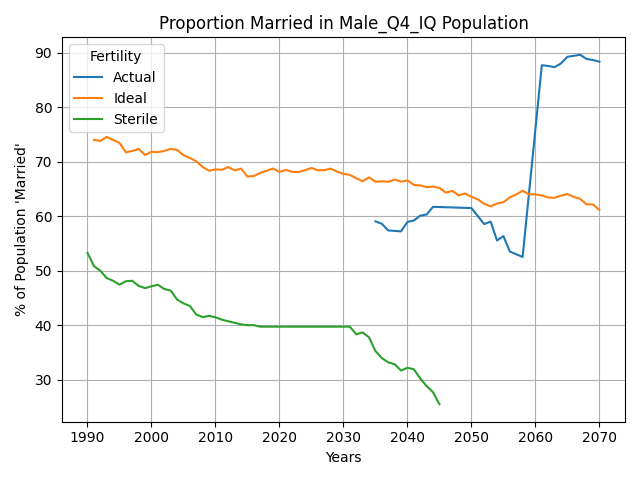 Proportion Married in Male_Q4_IQ Population
% of Population 'Married'
90
80
70
60
50
40
30
Fertility
Actual
Ideal
Sterile
1990 2000 2010 2020 2030 2040 2050 2060 2070
Years